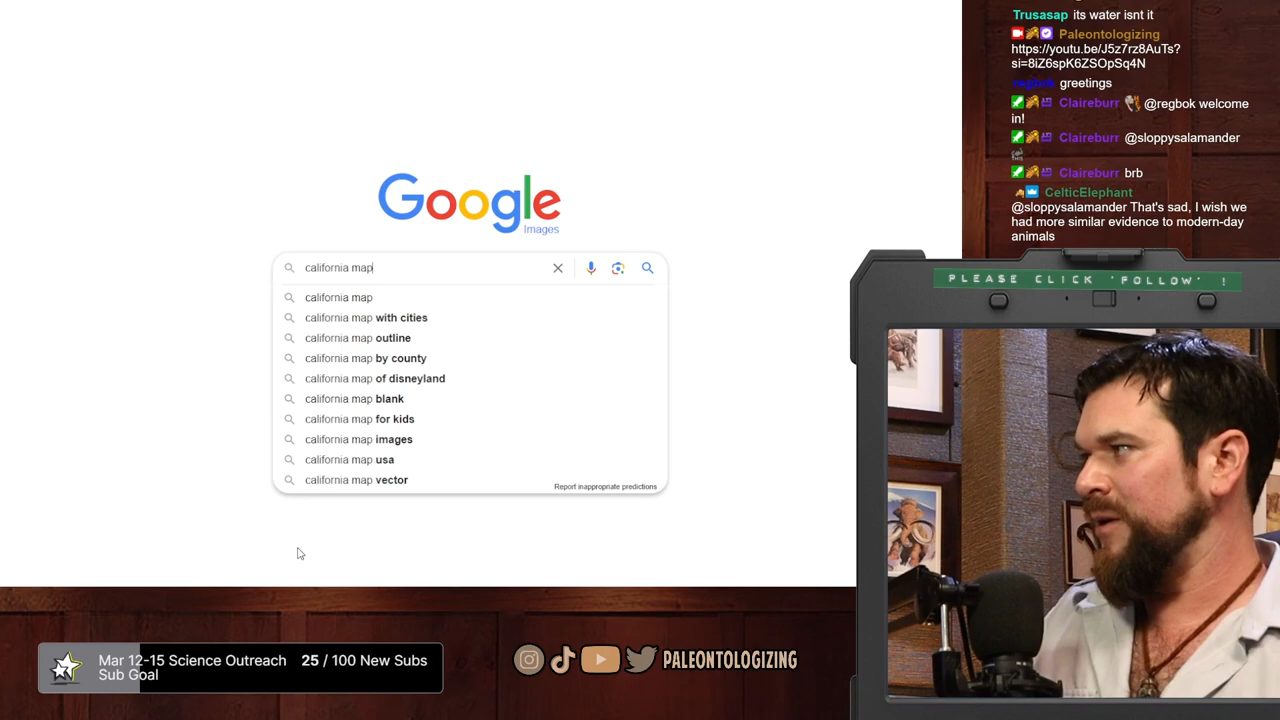 Google
Images
california map
california map
california map with cities
california map outline
california map by county
california map of disneyland
california map blank
california map for kids
california map images
california map usa
california map vector
Report inappropriate predictions
Trusasap its water isnt it
Paleontologizing
https://youtu.be/J5z7rz8AuTs?
si=8iZ6spK6ZSOpSq4N
regbok greetings
Claireburr @regbok welcome
in!
Claireburr @sloppysalamander
Claireburr brb
CelticElephant
@sloppysalamander That's sad, I wish we
had more similar evidence to modern-day
animals
PLEASE CLICK 'FOLLOW' !
Mar 12-15 Science Outreach 25 / 100 New Subs
Sub Goal
PALEONTOLOGIZING